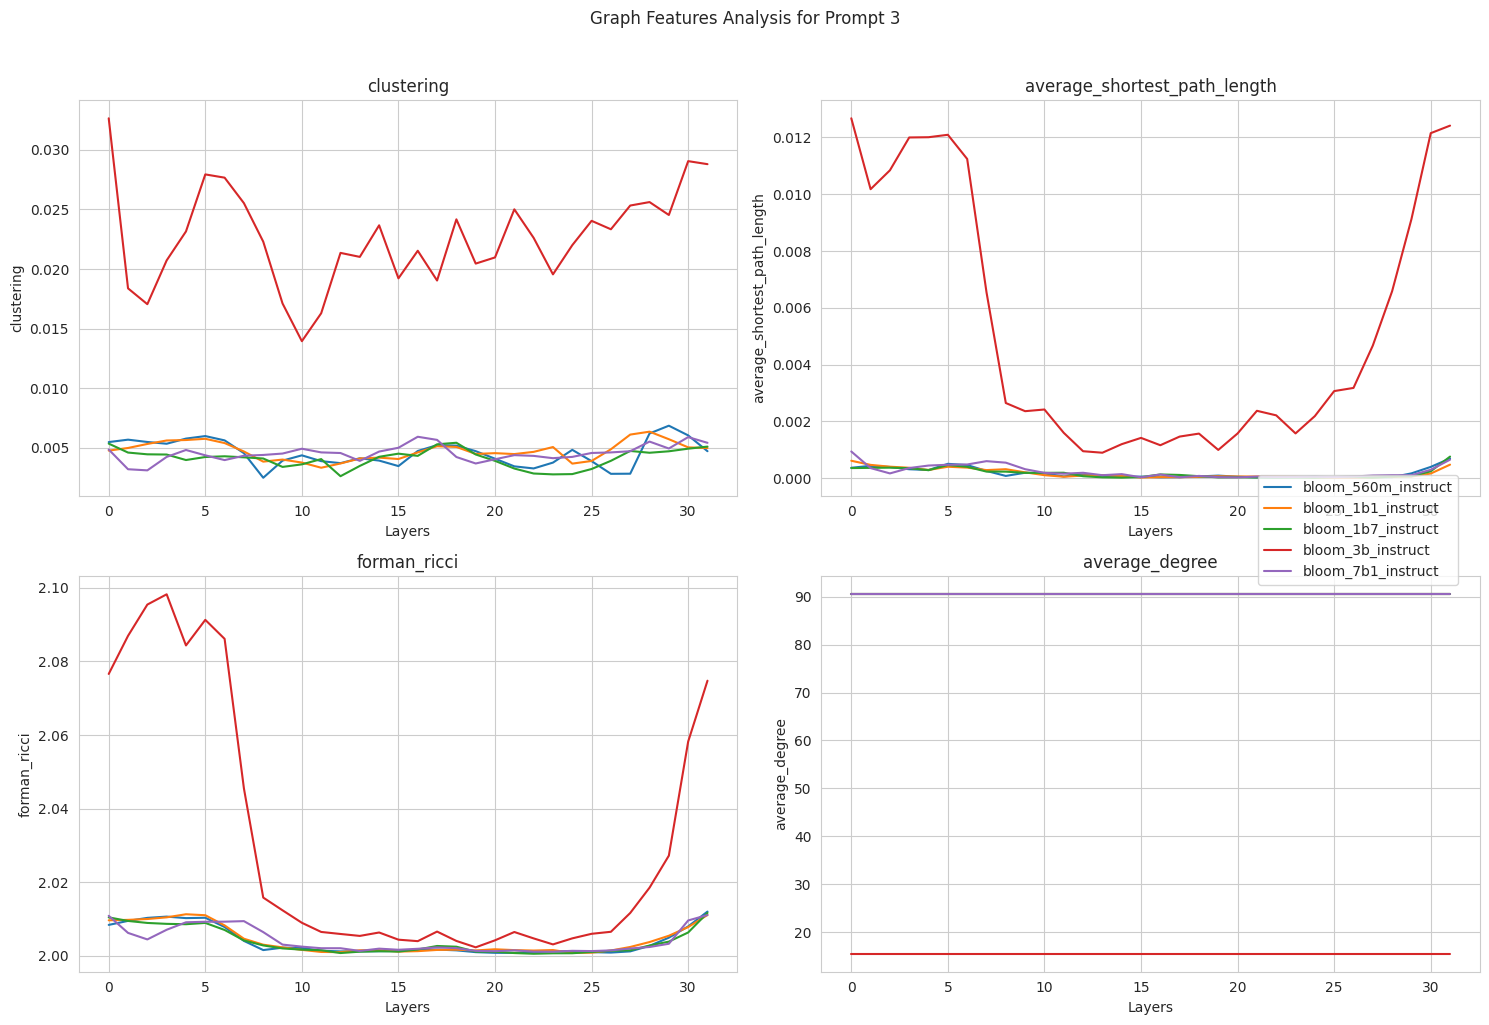 Graph Features Analysis for Prompt 3
clustering
clustering
0.030
0.025
0.020
0.015
0.010
0.005
0 5 10 15 20 25 30
Layers
average_shortest_path_length
average_shortest_path_length
0.012
0.010
0.008
0.006
0.004
0.002
0.000
0 5 10 15 20 30
Layers
bloom_560m_instruct
bloom_1b1_instruct
bloom_1b7_instruct
bloom_3b_instruct
bloom_7b1_instruct
forman_ricci
forman_ricci
2.10
2.08
2.06
2.04
2.02
2.00
0 5 10 15 20 25 30
Layers
average_degree
average_degree
90
80
70
60
50
40
30
20
0 5 10 15 20 25 30
Layers